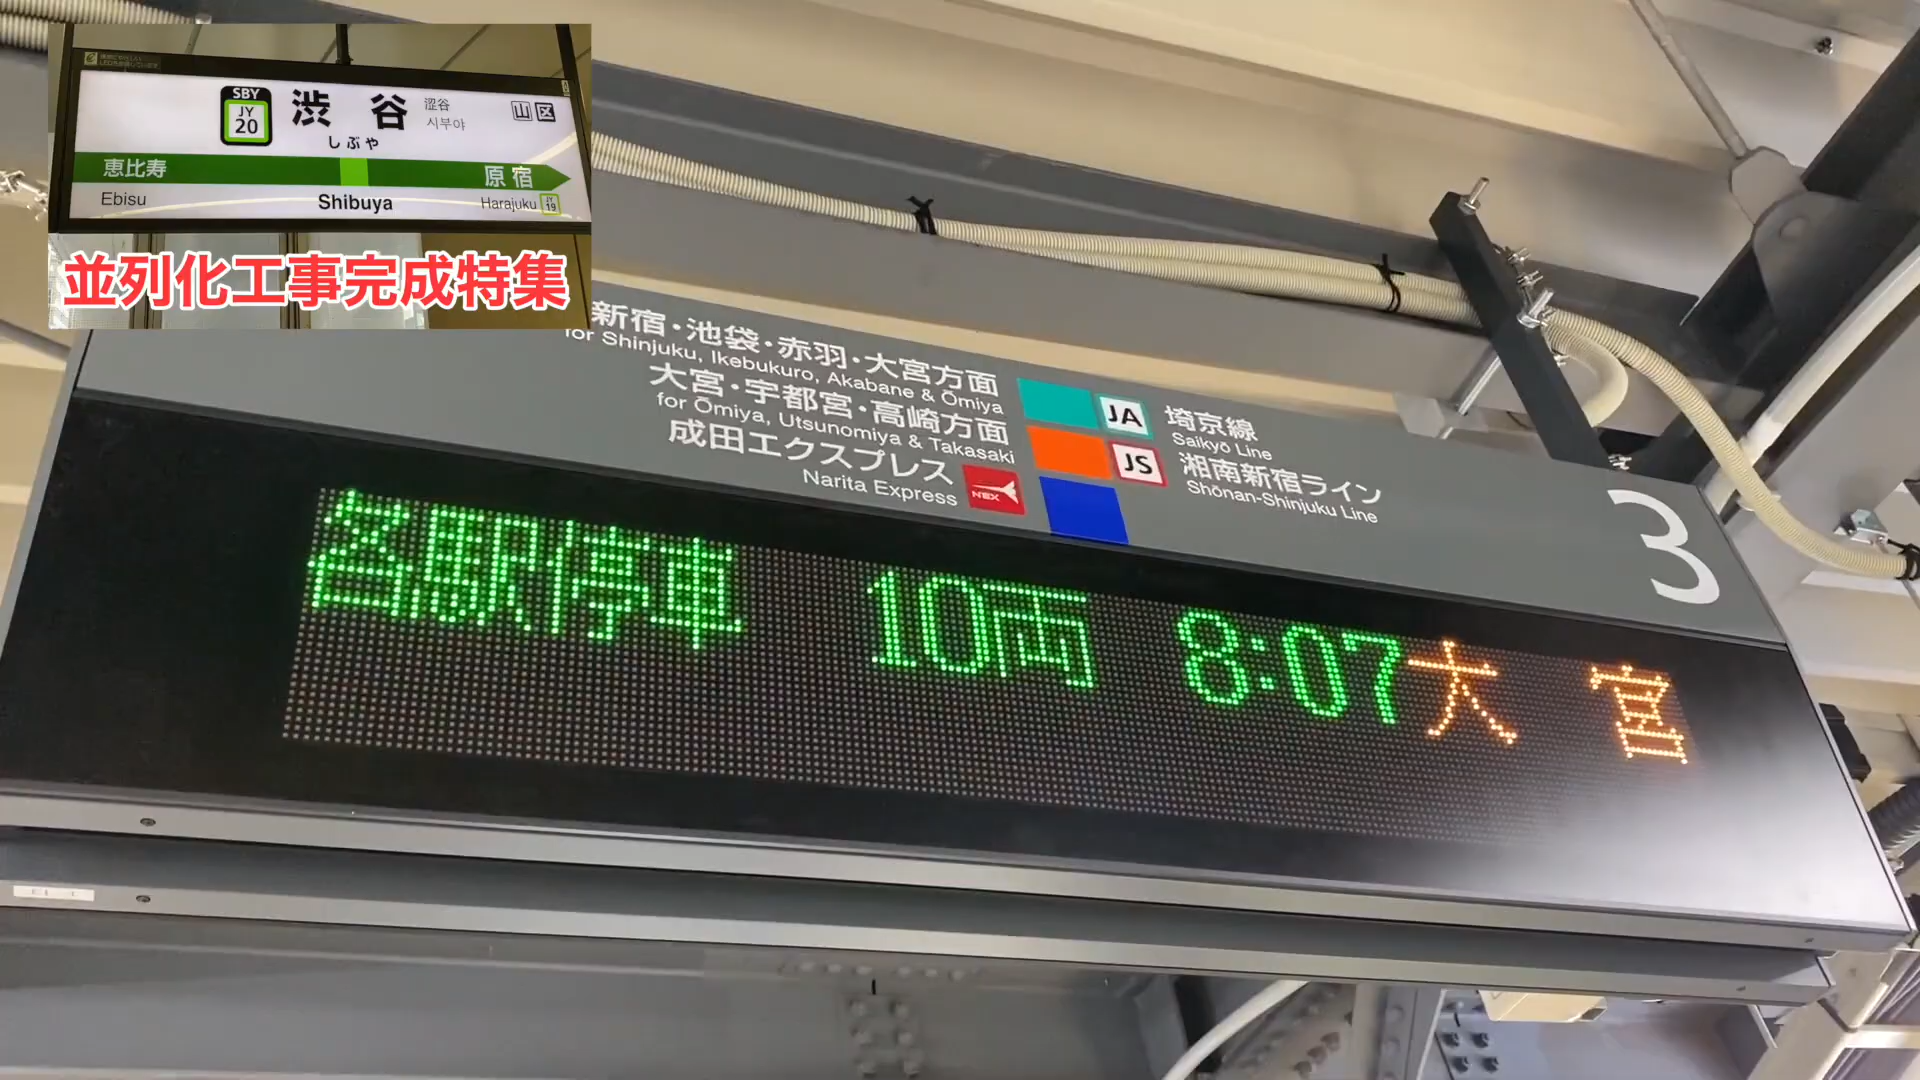 SBY
JY
20
渋谷
涩谷
시부야
山区
しぶや
恵比寿
原宿
Ebisu
Shibuya
Harajuku
JY
19
並列化工事完成特集
新宿・池袋・赤羽・大宮方面
for Shinjuku, Ikebukuro, Akabane & Ōmiya
JA 埼京線
Saikyō Line
大宮・宇都宮・高崎方面
for Ōmiya, Utsunomiya & Takasaki
JS 湘南新宿ライン
Shōnan-Shinjuku Line
成田エクスプレス
Narita Express
NEX
3
各駅停車 10両 8:07大宮